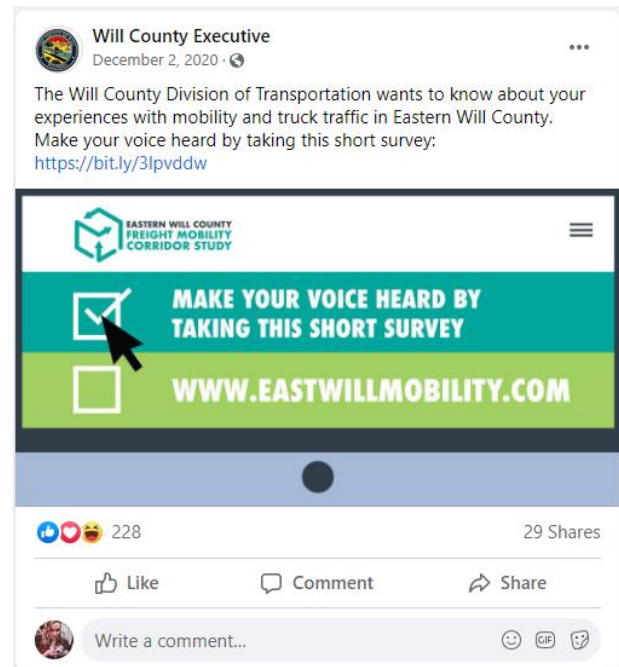 Will County Executive
December 2, 2020 ·
The Will County Division of Transportation wants to know about your
experiences with mobility and truck traffic in Eastern Will County.
Make your voice heard by taking this short survey:
https://bit.ly/3lpvddw
EASTERN WILL COUNTY
FREIGHT MOBILITY
CORRIDOR STUDY
MAKE YOUR VOICE HEARD BY
TAKING THIS SHORT SURVEY
WWW.EASTWILLMOBILITY.COM
228 29 Shares
Like Comment Share
Write a comment... GIF